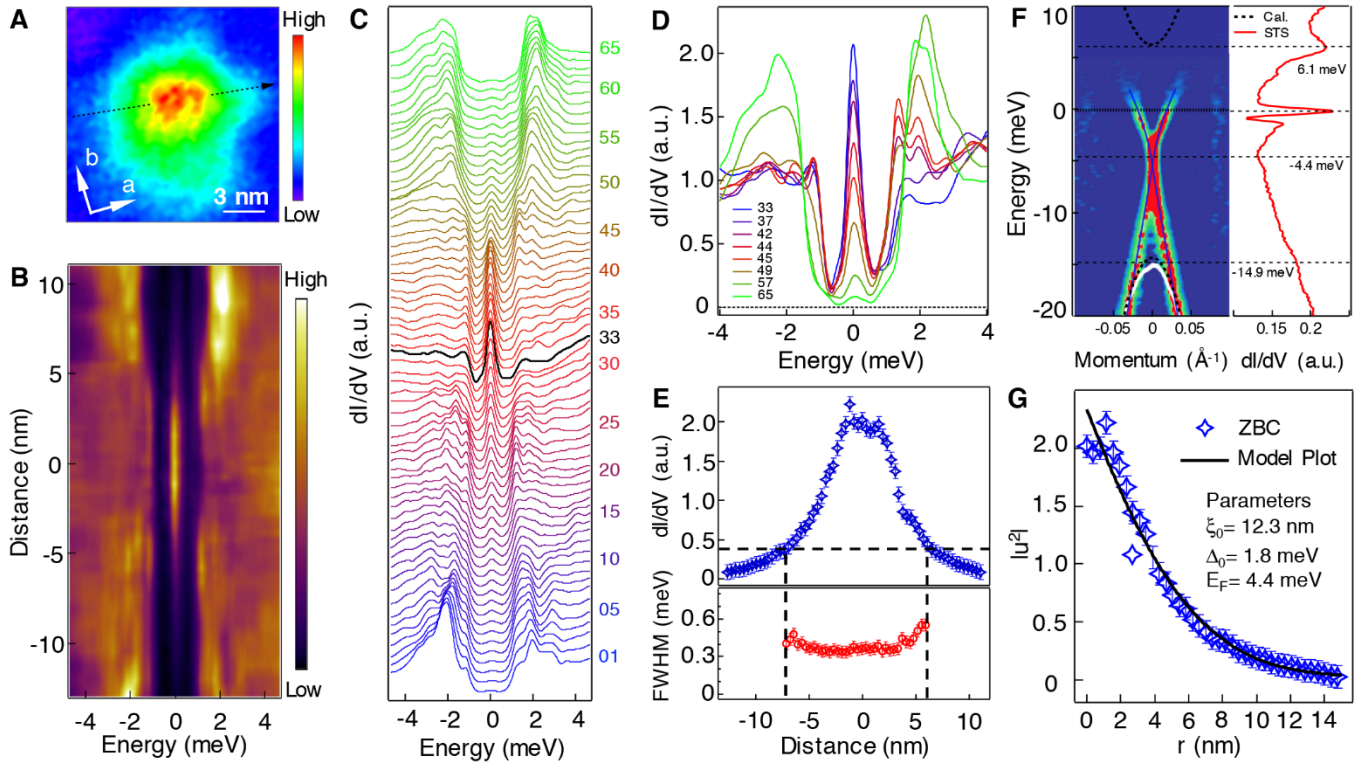 A
High
Low
b
a
3 nm
B
High
Low
Distance (nm)
10
5
0
-5
-10
-4 -2 0 2 4
Energy (meV)
C
dI/dV (a.u.)
65
60
55
50
45
40
35
33
30
25
20
15
10
05
01
-4 -2 0 2 4
Energy (meV)
D
dI/dV (a.u.)
2.0
1.5
1.0
0.5
0
33
37
42
44
45
49
57
65
-4 -2 0 2 4
Energy (meV)
E
dI/dV (a.u.)
2.0
1.5
1.0
0.5
0
FWHM (meV)
0.6
0.3
0
-10 -5 0 5 10
Distance (nm)
F
Energy (meV)
10
0
-10
-20
Cal.
STS
6.1 meV
-4.4 meV
-14.9 meV
-0.05 0 0.05
0.15 0.2
Momentum (Å-1) dI/dV (a.u.)
G
|u²|
2.0
1.5
1.0
0.5
0
ZBC
Model Plot
Parameters
ξ0= 12.3 nm
Δ0= 1.8 meV
EF= 4.4 meV
0 2 4 6 8 10 12 14
r (nm)